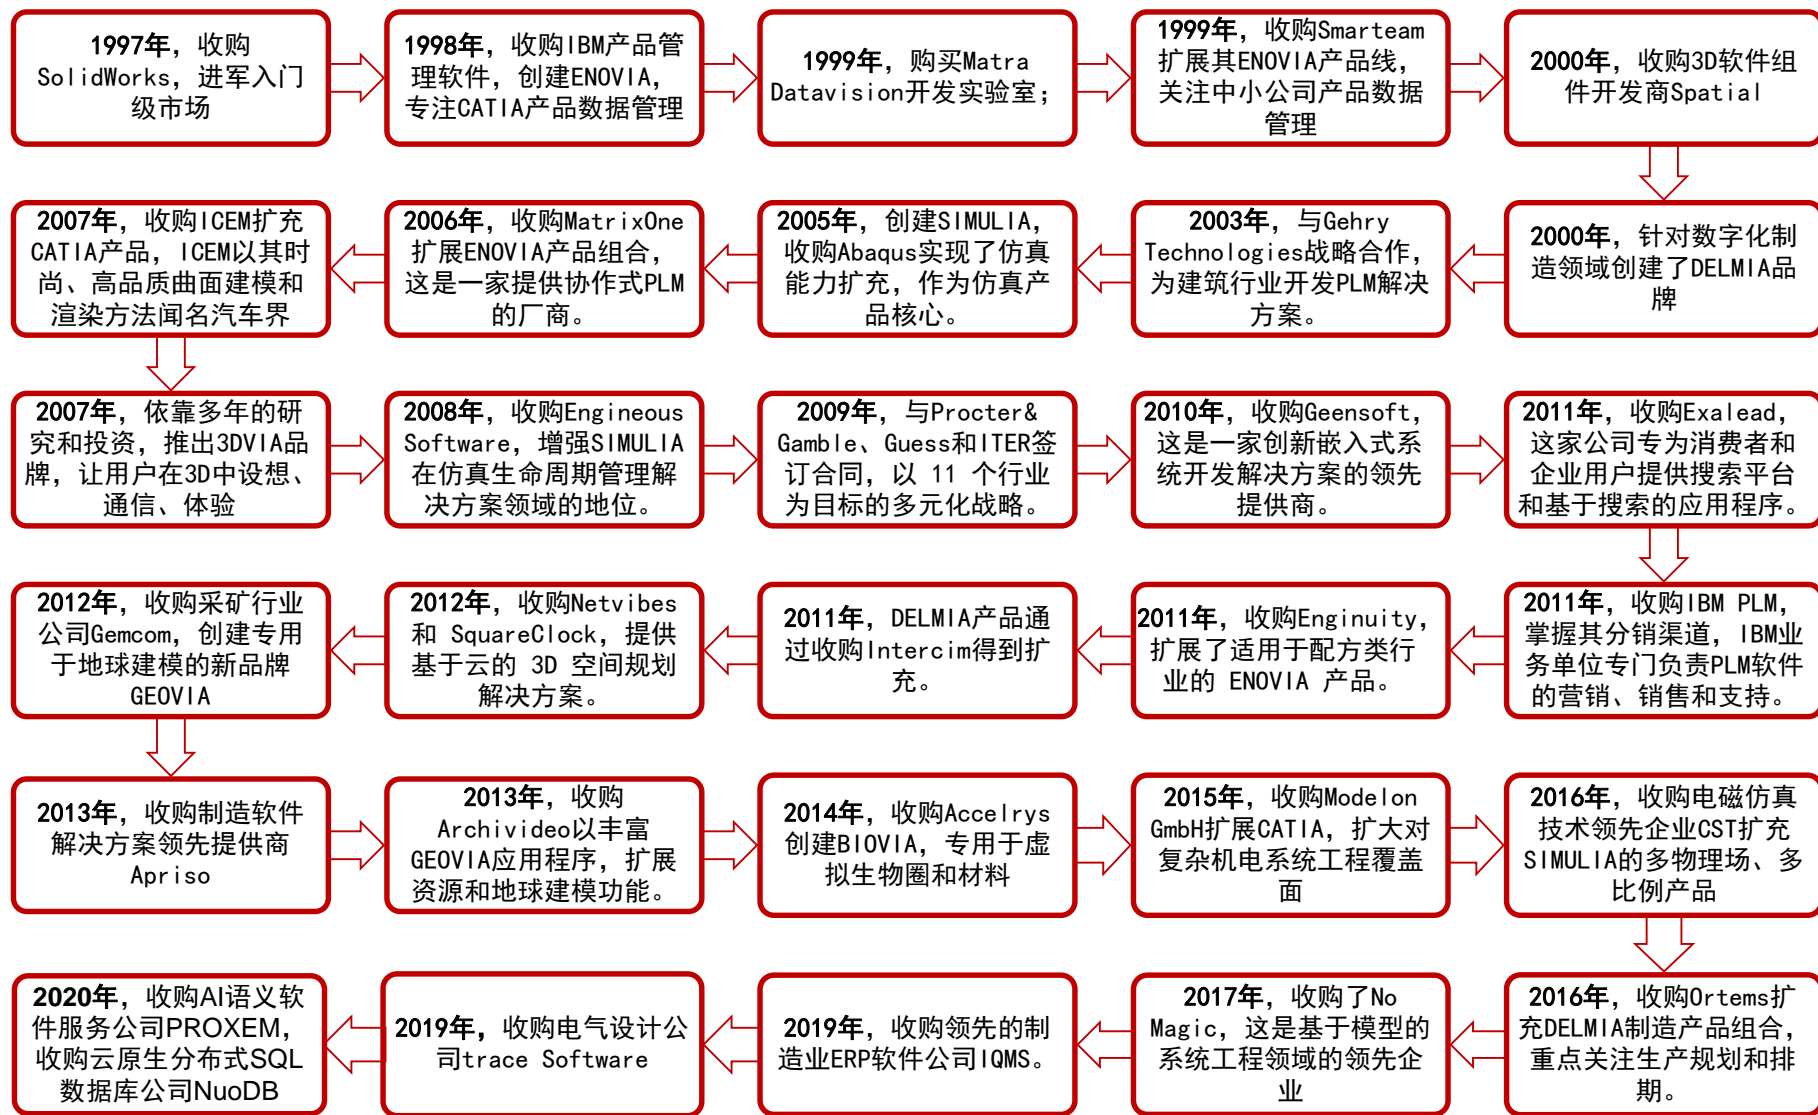 1997年，收购
SolidWorks，进军入门
级市场
1998年，收购IBM产品管
理软件，创建ENOVIA，
专注CATIA产品数据管理
1999年，购买Matra
Datavision开发实验室；
1999年，收购Smarteam
扩展其ENOVIA产品线，
关注中小公司产品数据
管理
2000年，收购3D软件组
件开发商Spatial
2000年，针对数字化制
造领域创建了DELMIA品
牌
2003年，与Gehry
Technologies战略合作，
为建筑行业开发PLM解决
方案。
2005年，创建SIMULIA，
收购Abaqus实现了仿真
能力扩充，作为仿真产
品核心。
2006年，收购MatrixOne
扩展ENOVIA产品组合，
这是一家提供协作式PLM
的厂商。
2007年，收购ICEM扩充
CATIA产品，ICEM以其时
尚、高品质曲面建模和
渲染方法闻名汽车界
2007年，依靠多年的研
究和投资，推出3DVIA品
牌，让用户在3D中设想、
通信、体验
2008年，收购Engineous
Software，增强SIMULIA
在仿真生命周期管理解
决方案领域的地位。
2009年，与Procter&
Gamble、Guess和ITER签
订合同，以 11 个行业
为目标的多元化战略。
2010年，收购Geensoft，
这是一家创新嵌入式系
统开发解决方案的领先
提供商。
2011年，收购Exalead，
这家公司专为消费者和
企业用户提供搜索平台
和基于搜索的应用程序。
2011年，收购IBM PLM，
掌握其分销渠道，IBM业
务单位专门负责PLM软件
的营销、销售和支持。
2011年，收购Enginuity，
扩展了适用于配方类行
业的 ENOVIA 产品。
2011年，DELMIA产品通
过收购Intercim得到扩
充。
2012年，收购Netvibes
和 SquareClock，提供
基于云的 3D 空间规划
解决方案。
2012年，收购采矿行业
公司Gemcom，创建专用
于地球建模的新品牌
GEOVIA
2013年，收购制造软件
解决方案领先提供商
Apriso
2013年，收购
Archivideo以丰富
GEOVIA应用程序，扩展
资源和地球建模功能。
2014年，收购Accelrys
创建BIOVIA，专用于虚
拟生物圈和材料
2015年，收购Modelon
GmbH扩展CATIA，扩大对
复杂机电系统工程覆盖
面
2016年，收购电磁仿真
技术领先企业CST扩充
SIMULIA的多物理场、多
比例产品
2016年，收购Ortems扩
充DELMIA制造产品组合，
重点关注生产规划和排
期。
2017年，收购了No
Magic，这是基于模型的
系统工程领域的领先企
业
2019年，收购领先的制
造业ERP软件公司IQMS。
2019年，收购电气设计公
司trace Software
2020年，收购AI语义软
件服务公司PROXEM，
收购云原生分布式SQL
数据库公司NuoDB